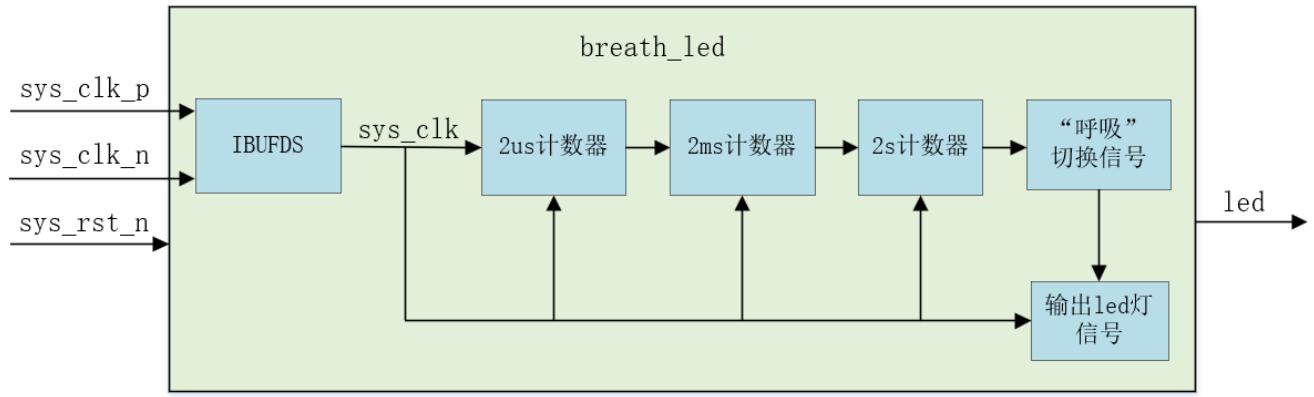 breath_led
sys_clk_p
sys_clk_n
sys_rst_n
IBUFDS
sys_clk
2us计数器
2ms计数器
2s计数器
“呼吸”
切换信号
led
输出led灯
信号